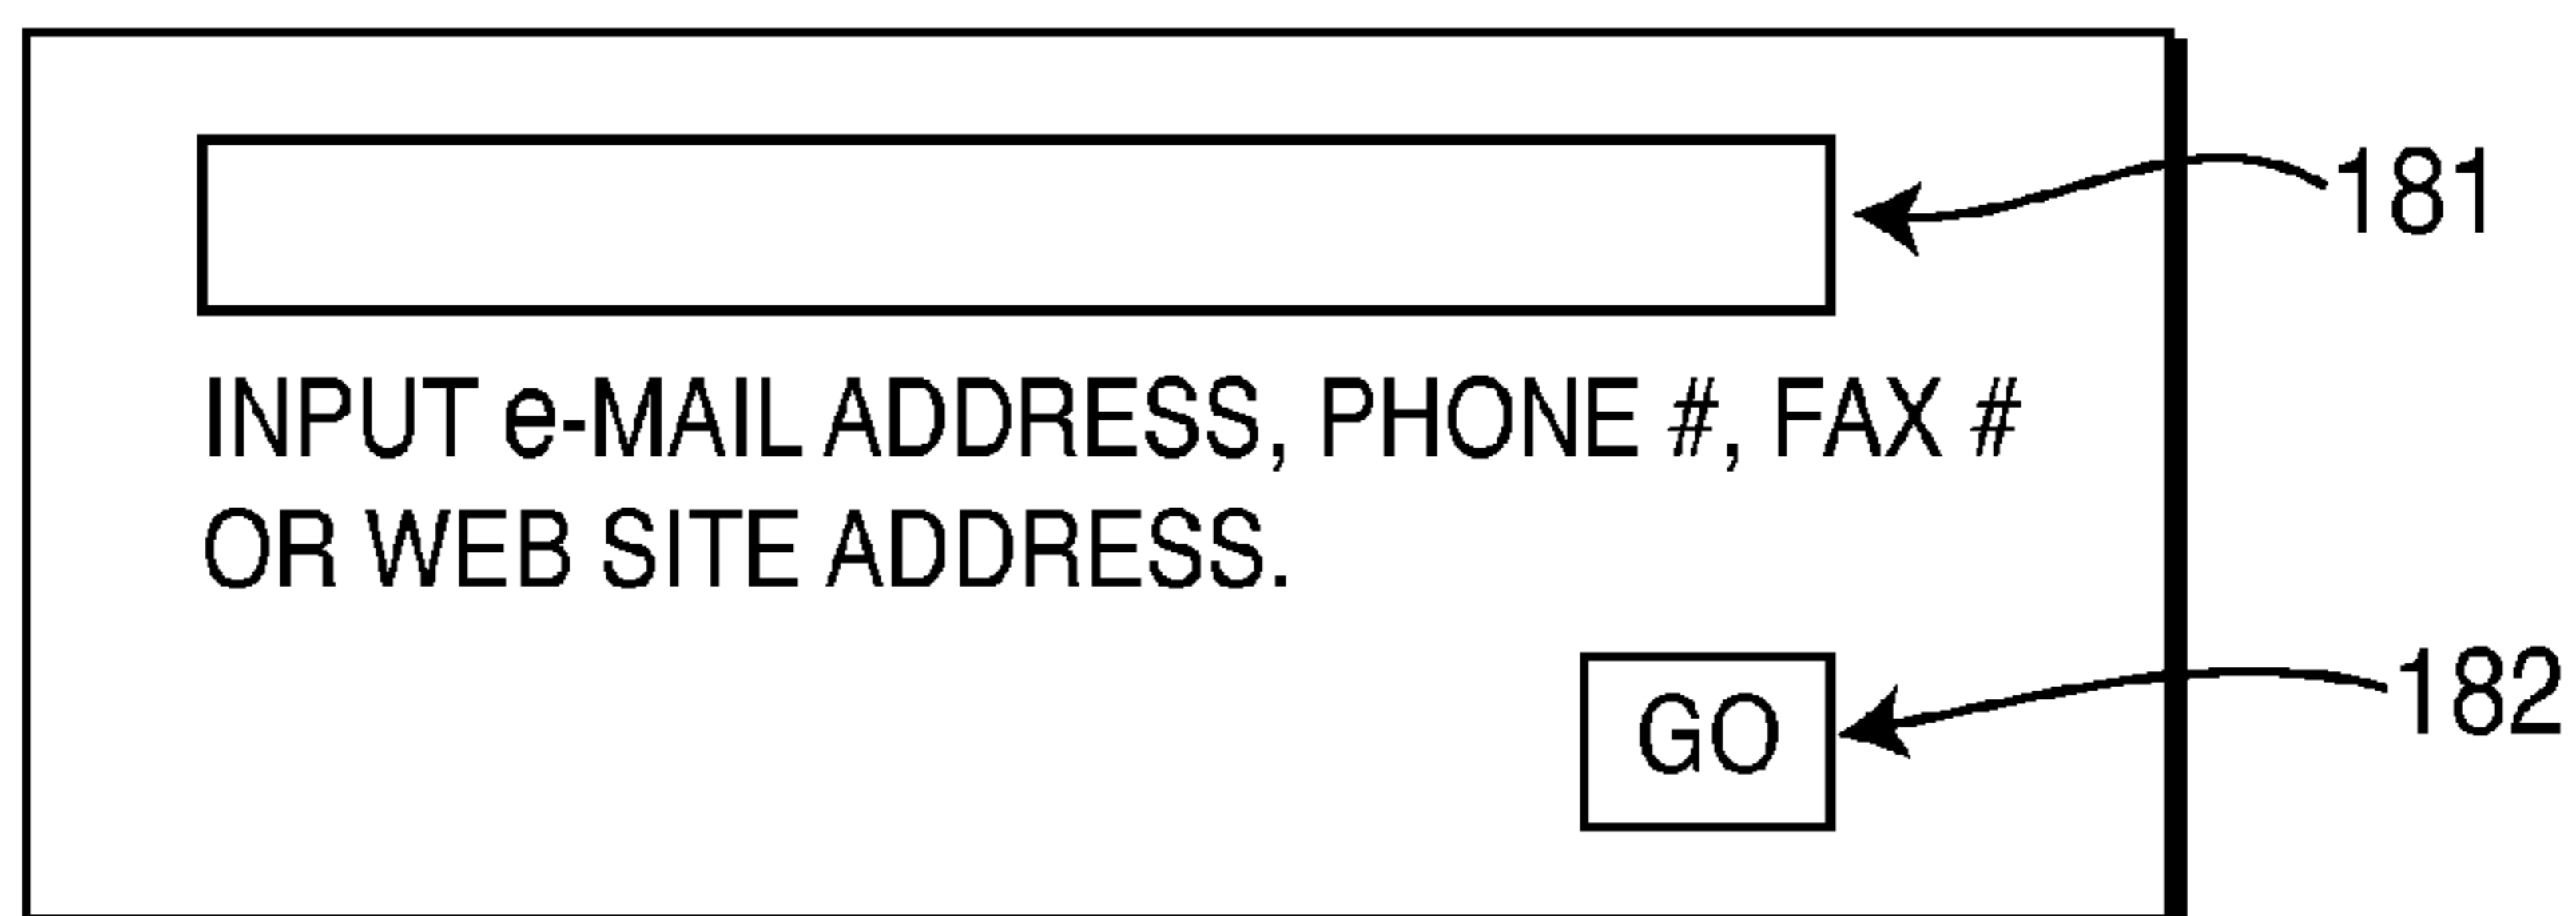 181
INPUT e-MAIL ADDRESS, PHONE #, FAX #
OR WEB SITE ADDRESS.
GO
182